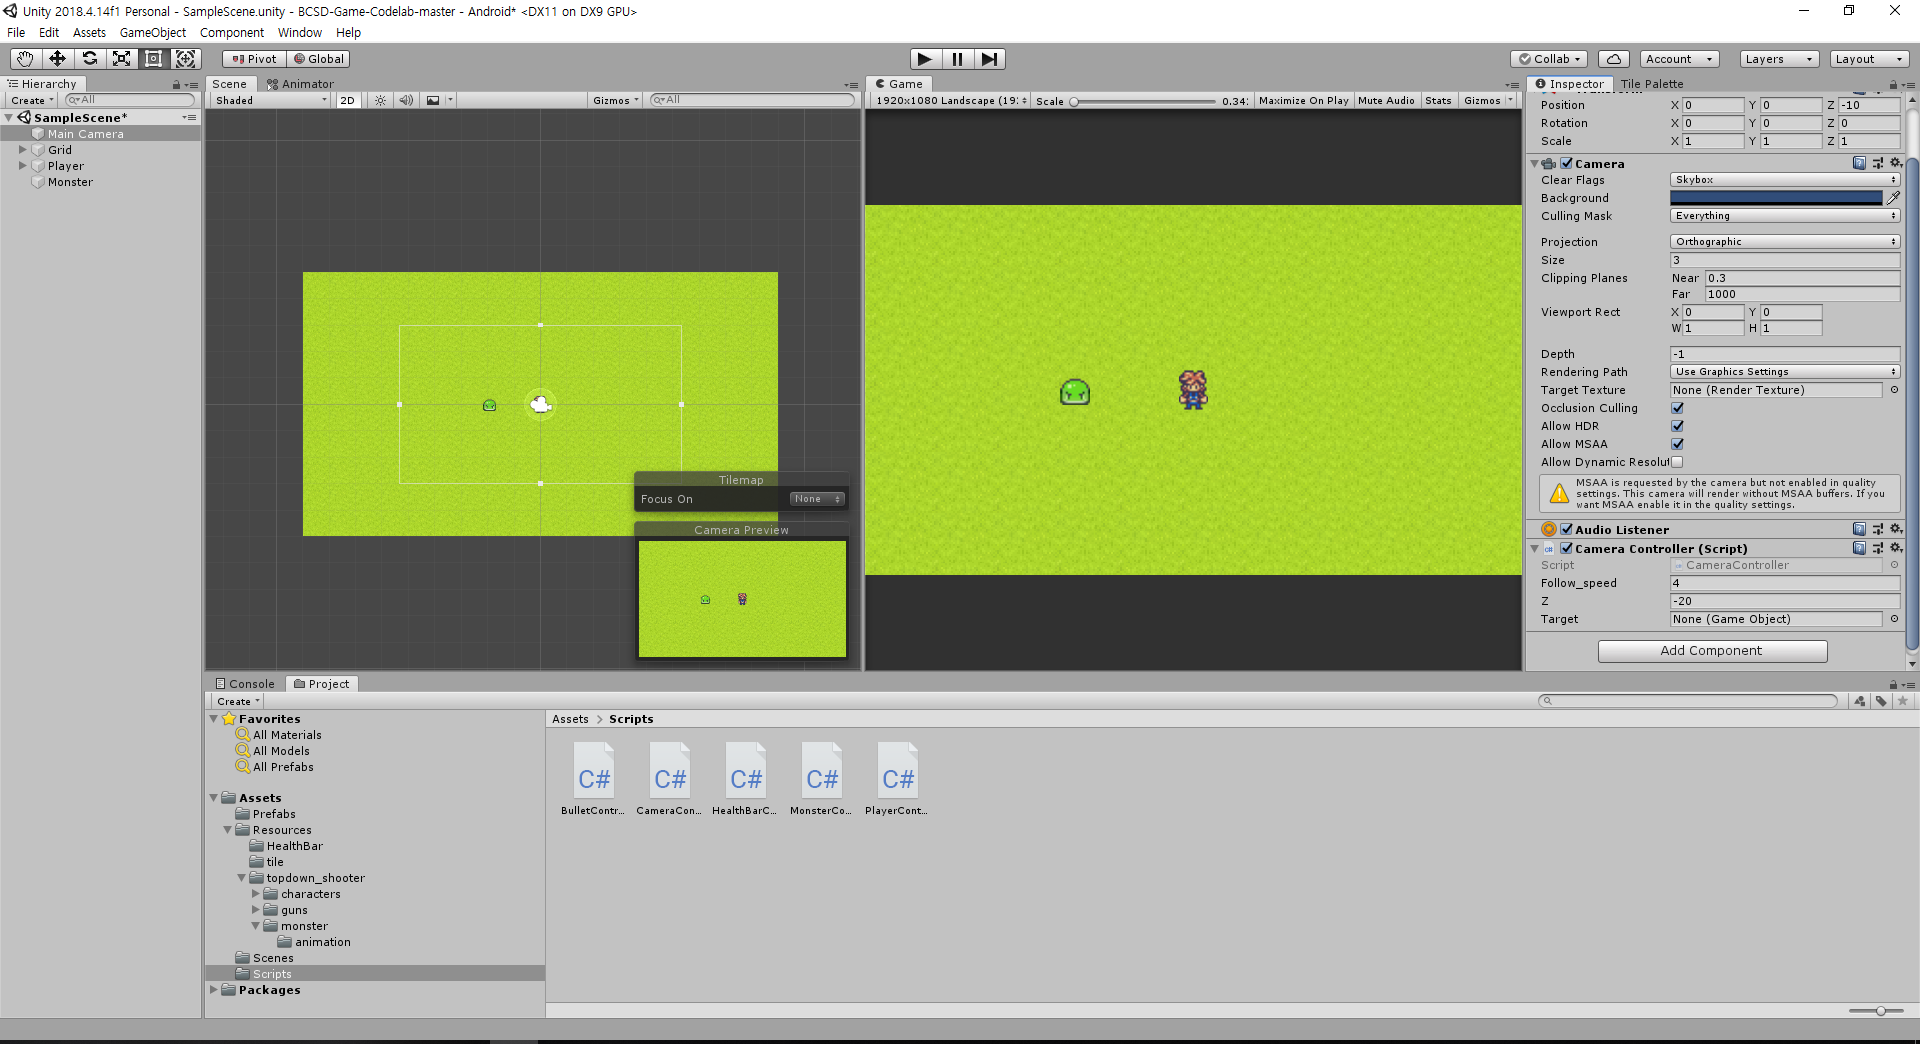 Unity 2018.4.14f1 Personal - SampleScene.unity - BCSD-Game-Codelab-master - Android* <DX11 on DX9 GPU>
File Edit Assets GameObject Component Window Help
Pivot Global Collab Account Layers Layout
Hierarchy
Create All
SampleScene*
Main Camera
Grid
Player
Monster
Scene Animator
Shaded 2D Gizmos All
Tilemap
Focus On None
Camera Preview
Game
1920x1080 Landscape (19: Scale 0.34: Maximize On Play Mute Audio Stats Gizmos
Inspector Tile Palette
Position X 0 Y 0 Z -10
Rotation X 0 Y 0 Z 0
Scale X 1 Y 1 Z 1
Camera
Clear Flags Skybox
Background
Culling Mask Everything
Projection Orthographic
Size 3
Clipping Planes Near 0.3
Far 1000
Viewport Rect X 0 Y 0
W 1 H 1
Depth -1
Rendering Path Use Graphics Settings
Target Texture None (Render Texture)
Occlusion Culling
Allow HDR
Allow MSAA
Allow Dynamic Resolut
MSAA is requested by the camera but not enabled in quality
settings. This camera will render without MSAA buffers. If you
want MSAA enable it in the quality settings.
Audio Listener
Camera Controller (Script)
Script CameraController
Follow_speed 4
Z -20
Target None (Game Object)
Add Component
Console Project
Create
Favorites
All Materials
All Models
All Prefabs
Assets
Prefabs
Resources
HealthBar
tile
topdown_shooter
characters
guns
monster
animation
Scenes
Scripts
Packages
Assets > Scripts
C# C# C# C# C#
BulletContr... CameraCon... HealthBarC... MonsterCo... PlayerCont...